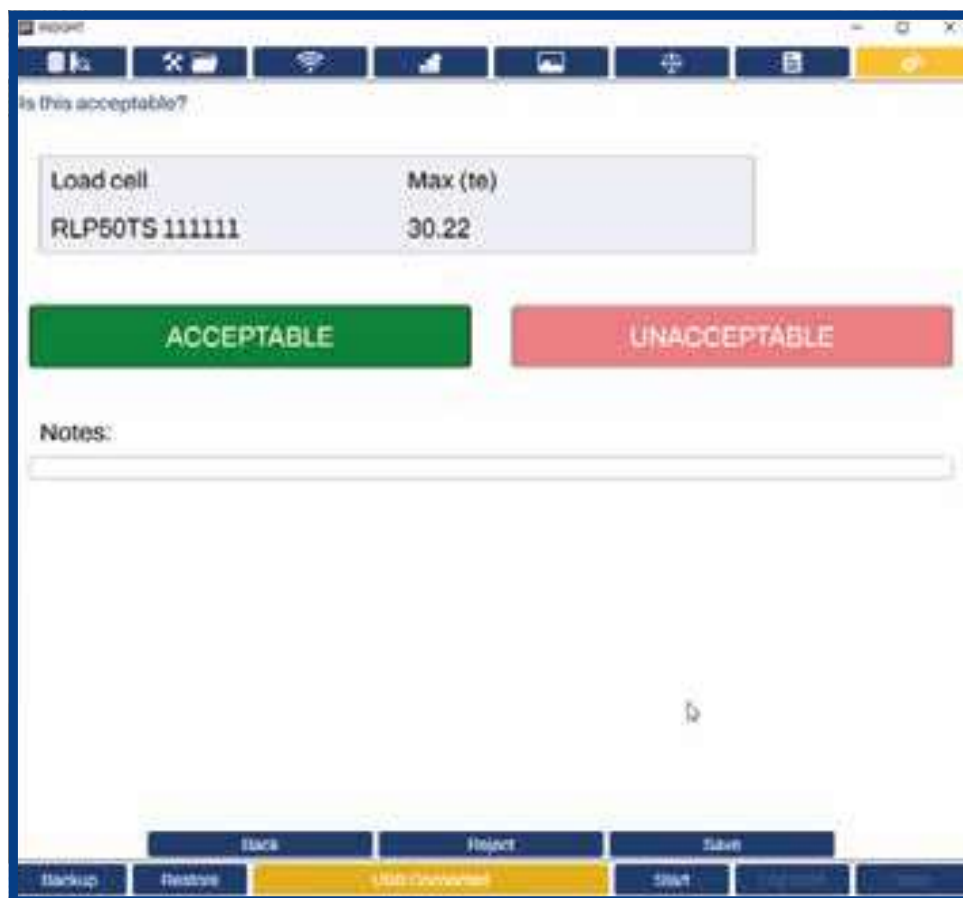 INSIGHT
Is this acceptable?
Load cell Max (te)
RLP50TS 111111 30.22
ACCEPTABLE UNACCEPTABLE
Notes:
Back Reject Save
Backup Restore USB Connected Start